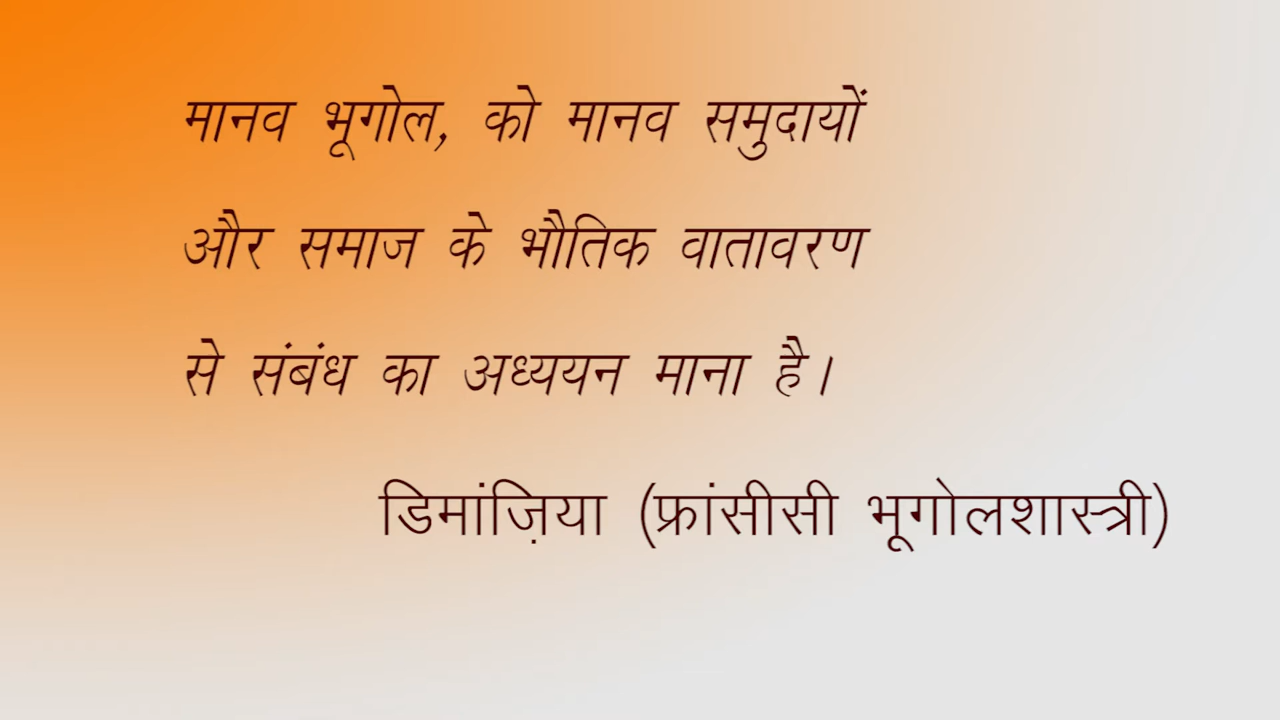 मानव भूगोल, को मानव समुदायों
और समाज के भौतिक वातावरण
से संबंध का अध्ययन माना है।
डिमांज़िया (फ्रांसीसी भूगोलशास्त्री)